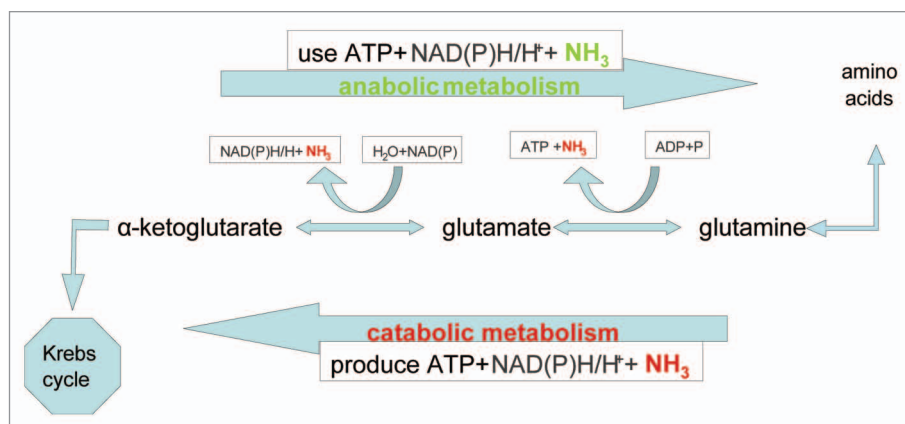 use ATP+ NAD(P)H/H⁺+ NH₃
anabolic metabolism
amino
acids
NAD(P)H/H+ NH₃
H₂O+NAD(P)
ATP +NH₃
ADP+P
α-ketoglutarate
glutamate
glutamine
Krebs
cycle
catabolic metabolism
produce ATP+NAD(P)H/H⁺+ NH₃